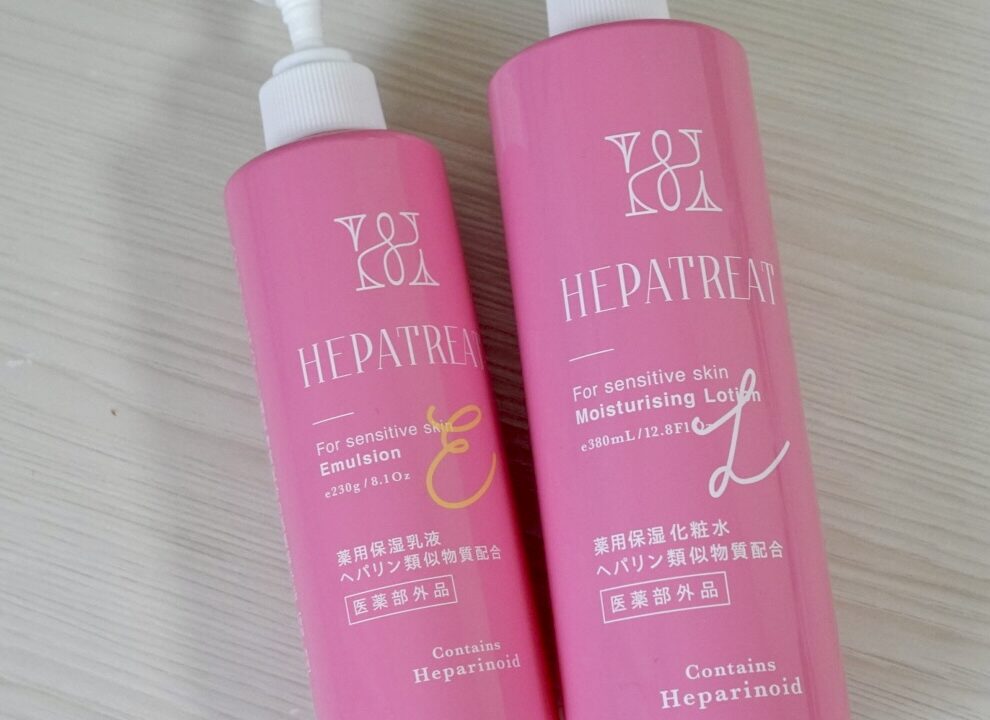 HEPATREAT
For sensitive skin
Emulsion
e230g / 8.1Oz
E
薬用保湿乳液
ヘパリン類似物質配合
医薬部外品
Contains
Heparinoid
HEPATREAT
For sensitive skin
Moisturising Lotion
e380mL / 12.8Fl Oz
L
薬用保湿化粧水
ヘパリン類似物質配合
医薬部外品
Contains
Heparinoid